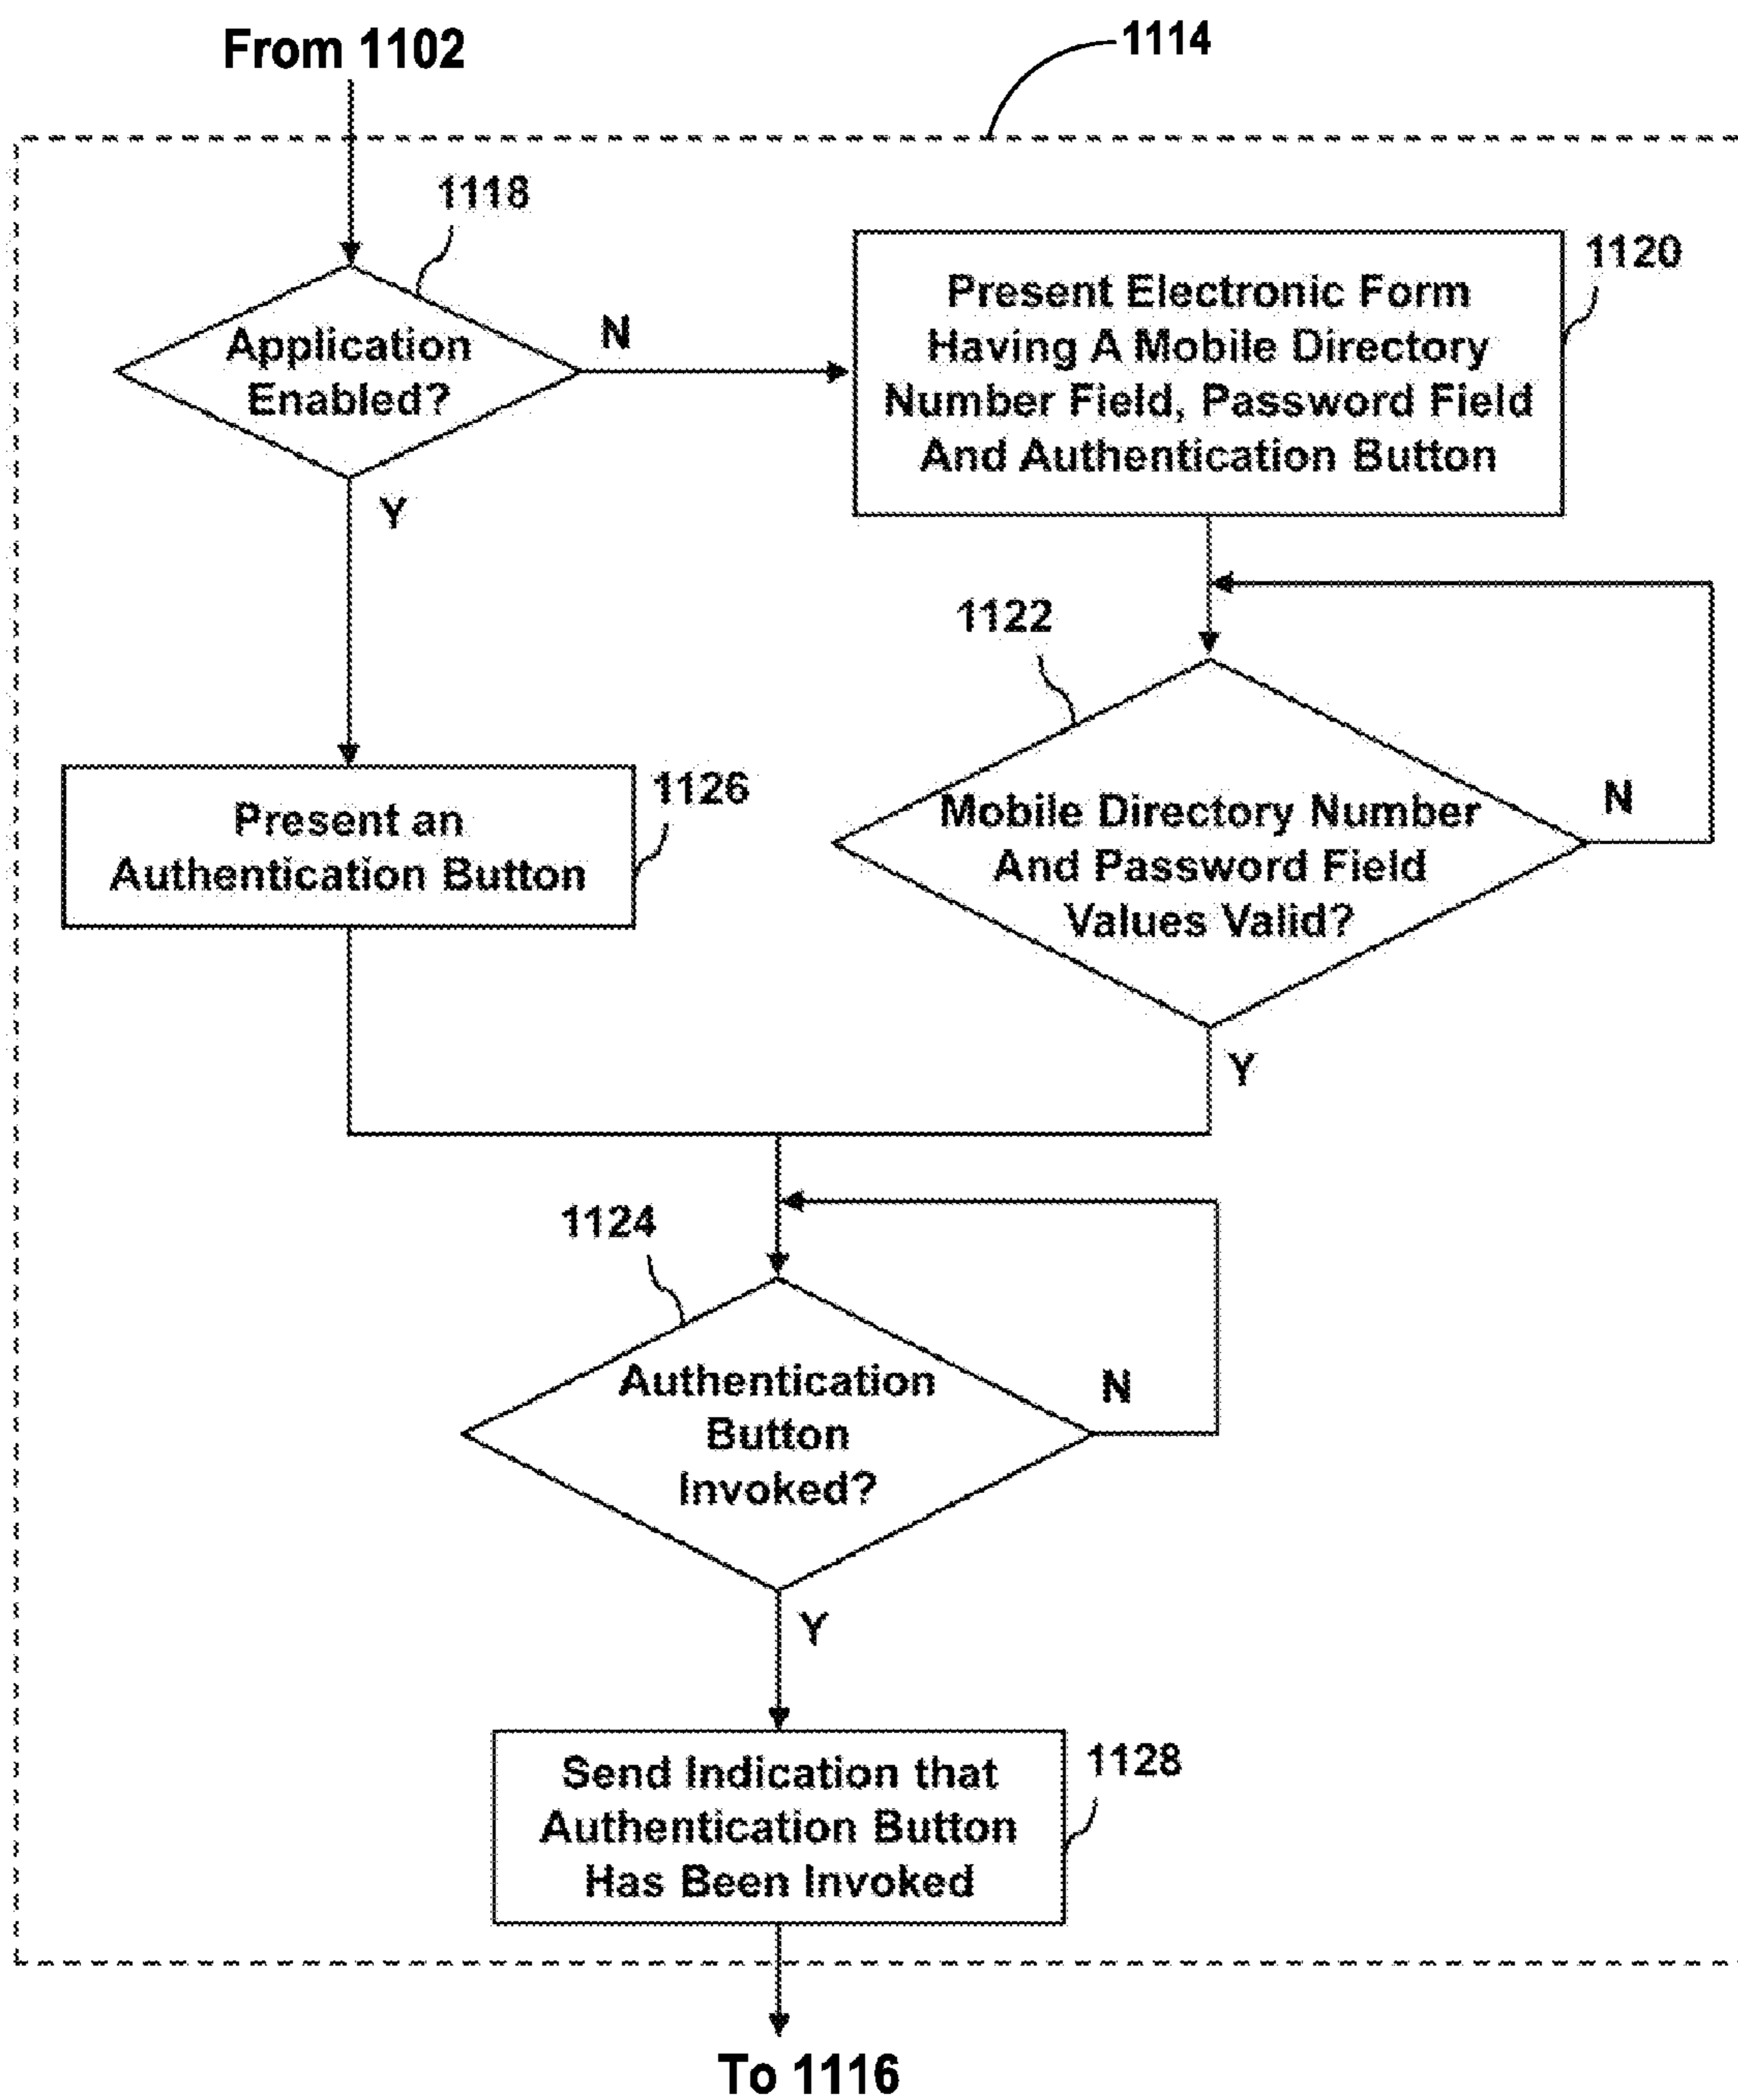 From 1102
1114
1118
Application
Enabled?
N
Y
1120
Present Electronic Form
Having A Mobile Directory
Number Field, Password Field
And Authentication Button
1122
Mobile Directory Number
And Password Field
Values Valid?
N
Y
1126
Present an
Authentication Button
1124
Authentication
Button
Invoked?
N
Y
1128
Send Indication that
Authentication Button
Has Been Invoked
To 1116